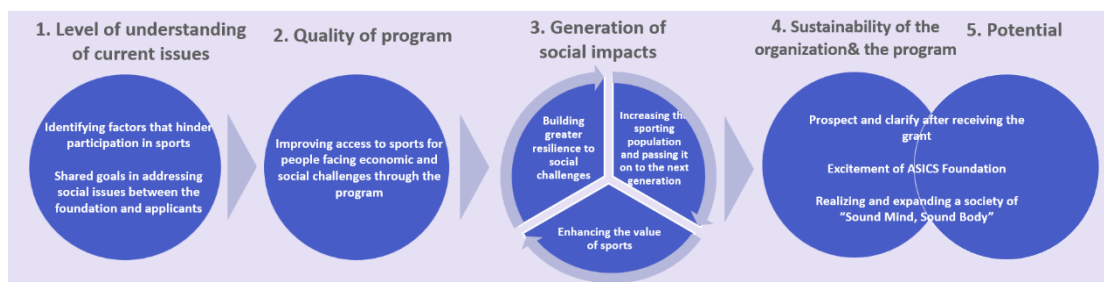 1. Level of understanding
of current issues
Identifying factors that hinder
participation in sports
Shared goals in addressing
social issues between the
foundation and applicants
2. Quality of program
Improving access to sports for
people facing economic and
social challenges through the
program
3. Generation of
social impacts
Building
greater
resilience to
social
challenges
Increasing the
sporting
population
and passing it
on to the next
generation
Enhancing the
value of sports
4. Sustainability of the
organization& the program
5. Potential
Prospect and clarify after receiving the
grant
Excitement of ASICS Foundation
Realizing and expanding a society of
“Sound Mind, Sound Body”